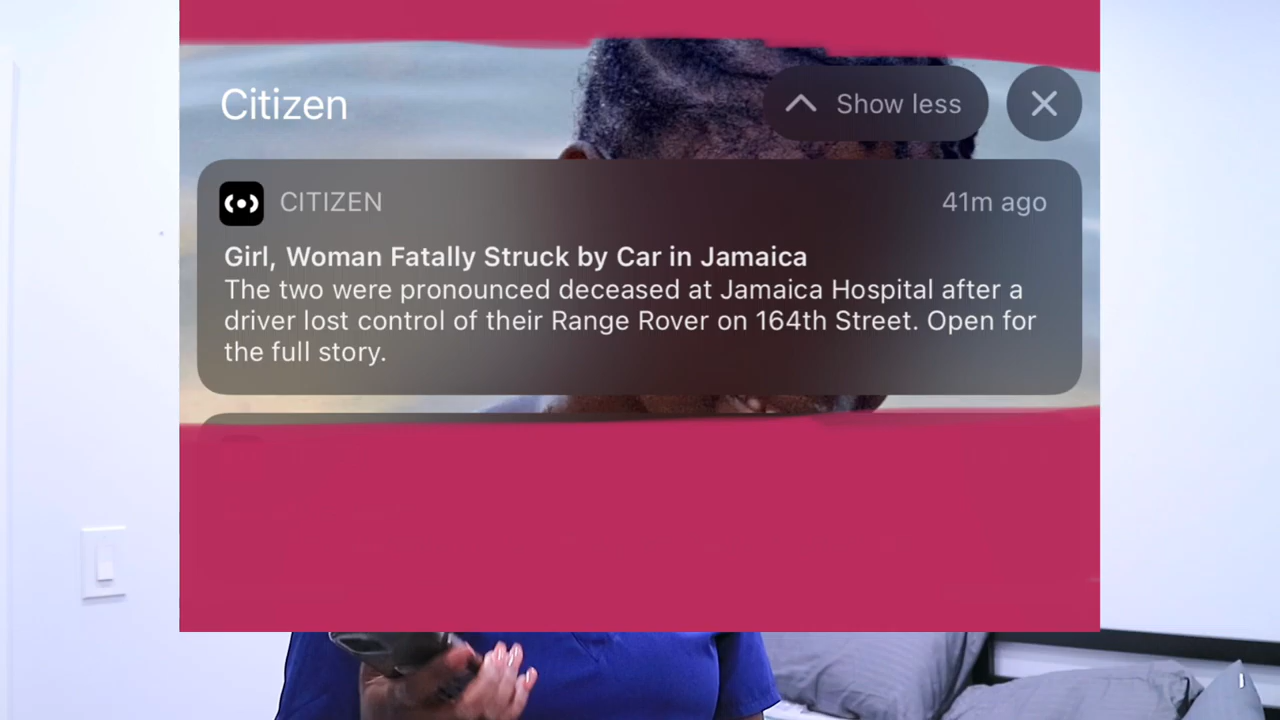 Citizen
Show less
CITIZEN
41m ago
Girl, Woman Fatally Struck by Car in Jamaica
The two were pronounced deceased at Jamaica Hospital after a
driver lost control of their Range Rover on 164th Street. Open for
the full story.